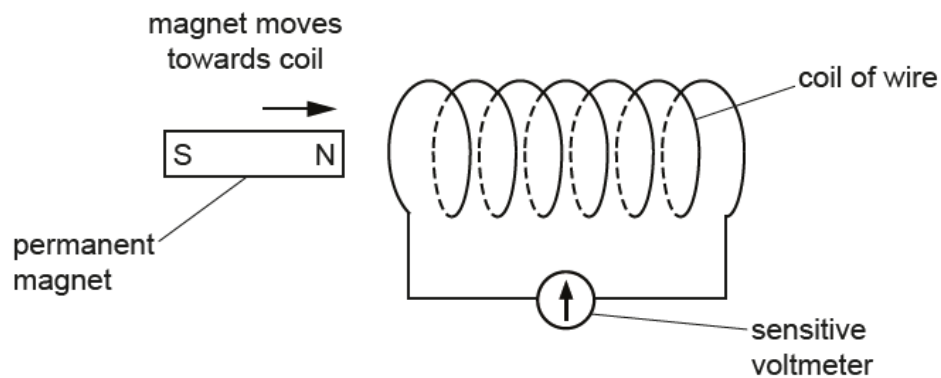 magnet moves
towards coil
coil of wire
S N
permanent
magnet
sensitive
voltmeter